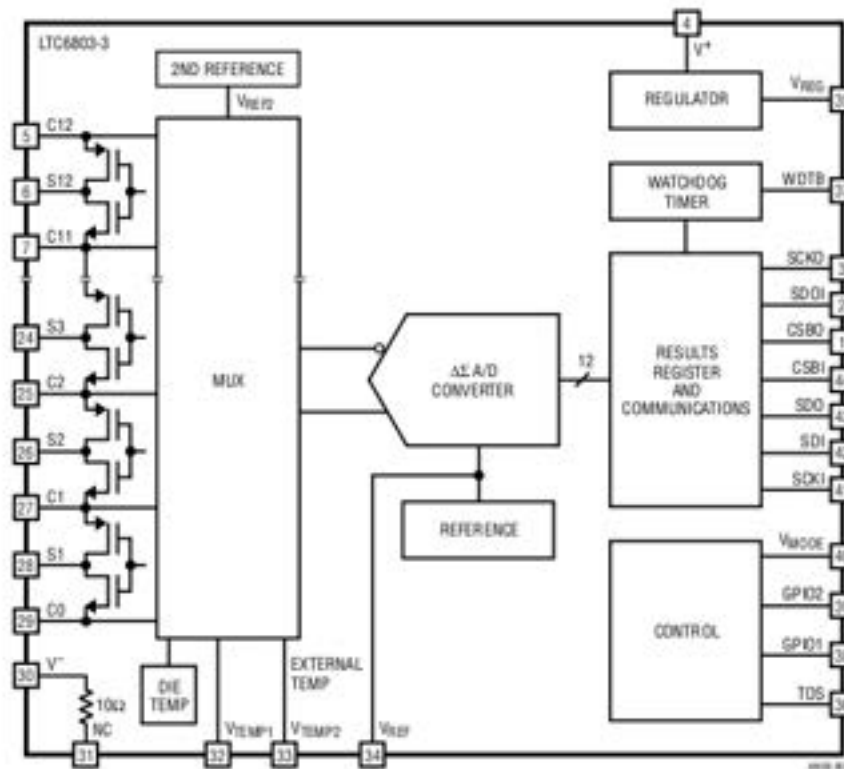 LTC6803-3
4
V+
2ND REFERENCE
VREF2
REGULATOR
VREG
5 C12
6 S12
7 C11
WATCHDOG
TIMER
WDTB
SCKO
SDOI
CSBO
1
CSBI
SDO
SDI
SCKI
24 S3
25 C2
26 S2
27 C1
28 S1
29 C0
30 V-
10Ω
NC
31
MUX
ΔΣ A/D
CONVERTER
12
RESULTS
REGISTER
AND
COMMUNICATIONS
REFERENCE
CONTROL
VMODE
GPIO2
GPIO1
TOS
DIE
TEMP
EXTERNAL
TEMP
VTEMP1
VTEMP2
VREF
32
33
34